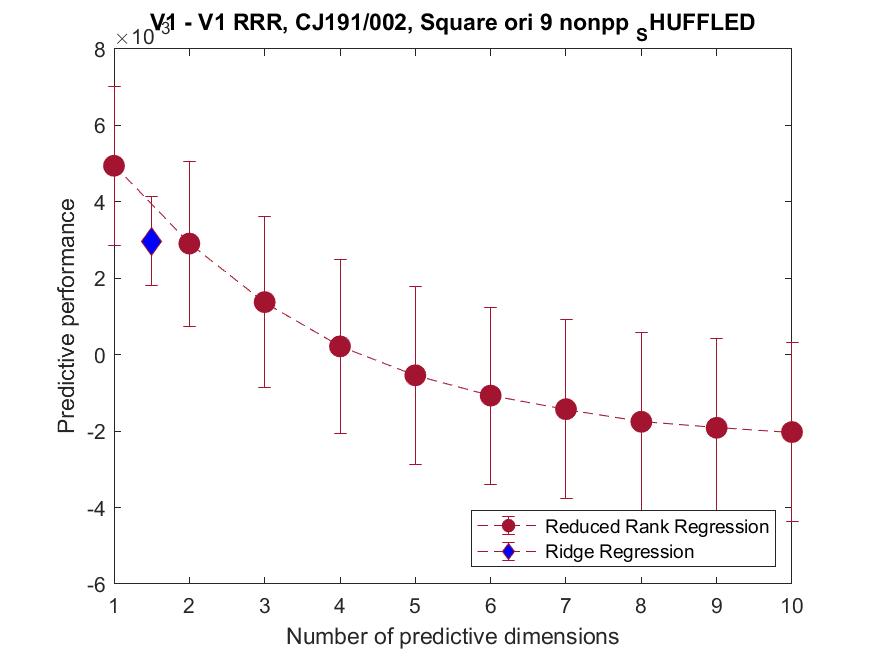 V1 - V1 RRR, CJ191/002, Square ori 9 nonpp SHUFFLED
×10-3
8
6
4
2
0
-2
-4
-6
Predictive performance
1 2 3 4 5 6 7 8 9 10
Number of predictive dimensions
Reduced Rank Regression
Ridge Regression